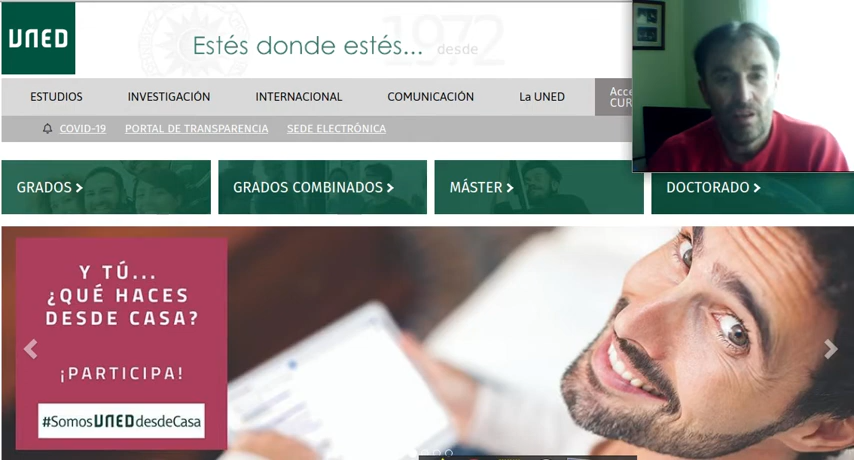 UNED
Estés donde estés...
desde
1972
ESTUDIOS
INVESTIGACIÓN
INTERNACIONAL
COMUNICACIÓN
La UNED
CUR
COVID-19
PORTAL DE TRANSPARENCIA
SEDE ELECTRÓNICA
GRADOS
GRADOS COMBINADOS
MÁSTER
DOCTORADO
Y TÚ...
¿QUÉ HACES
DESDE CASA?
¡PARTICIPA!
#SomosUNEDdesdeCasa